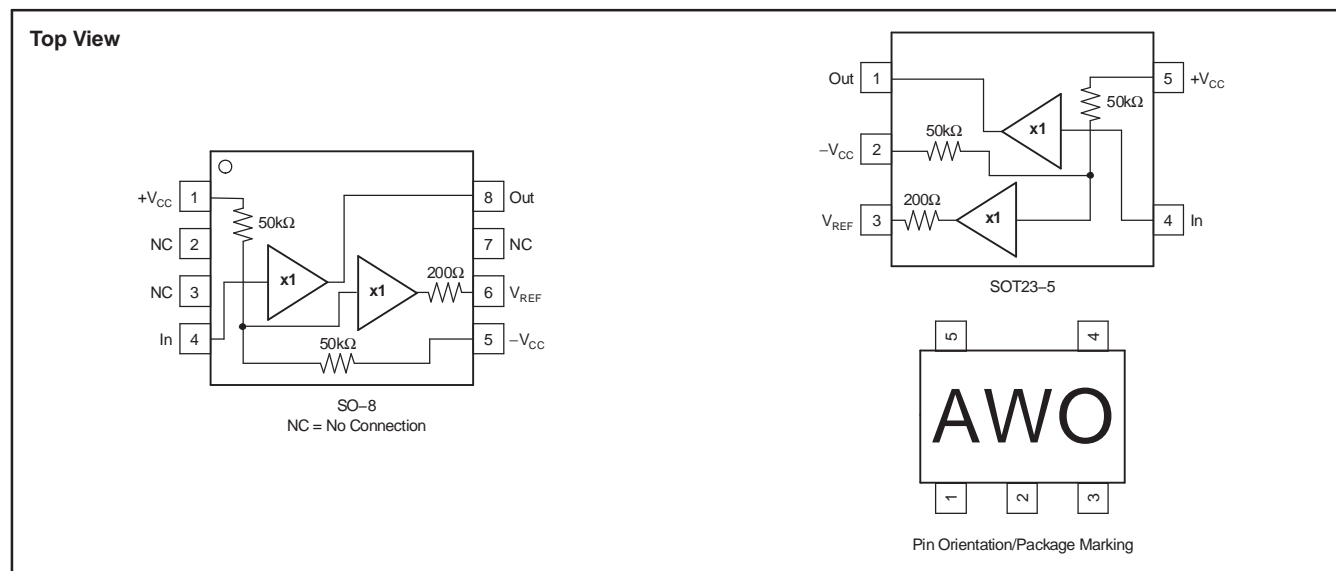 Top View
+VCC 1
50kΩ
8 Out
NC 2
7 NC
x1
x1
200Ω
NC 3
6 VREF
In 4
50kΩ
5 −VCC
SO−8
NC = No Connection
Out 1
5 +VCC
50kΩ
x1
50kΩ
−VCC 2
200Ω
VREF 3
x1
4 In
SOT23−5
5 4
AWO
1 2 3
Pin Orientation/Package Marking